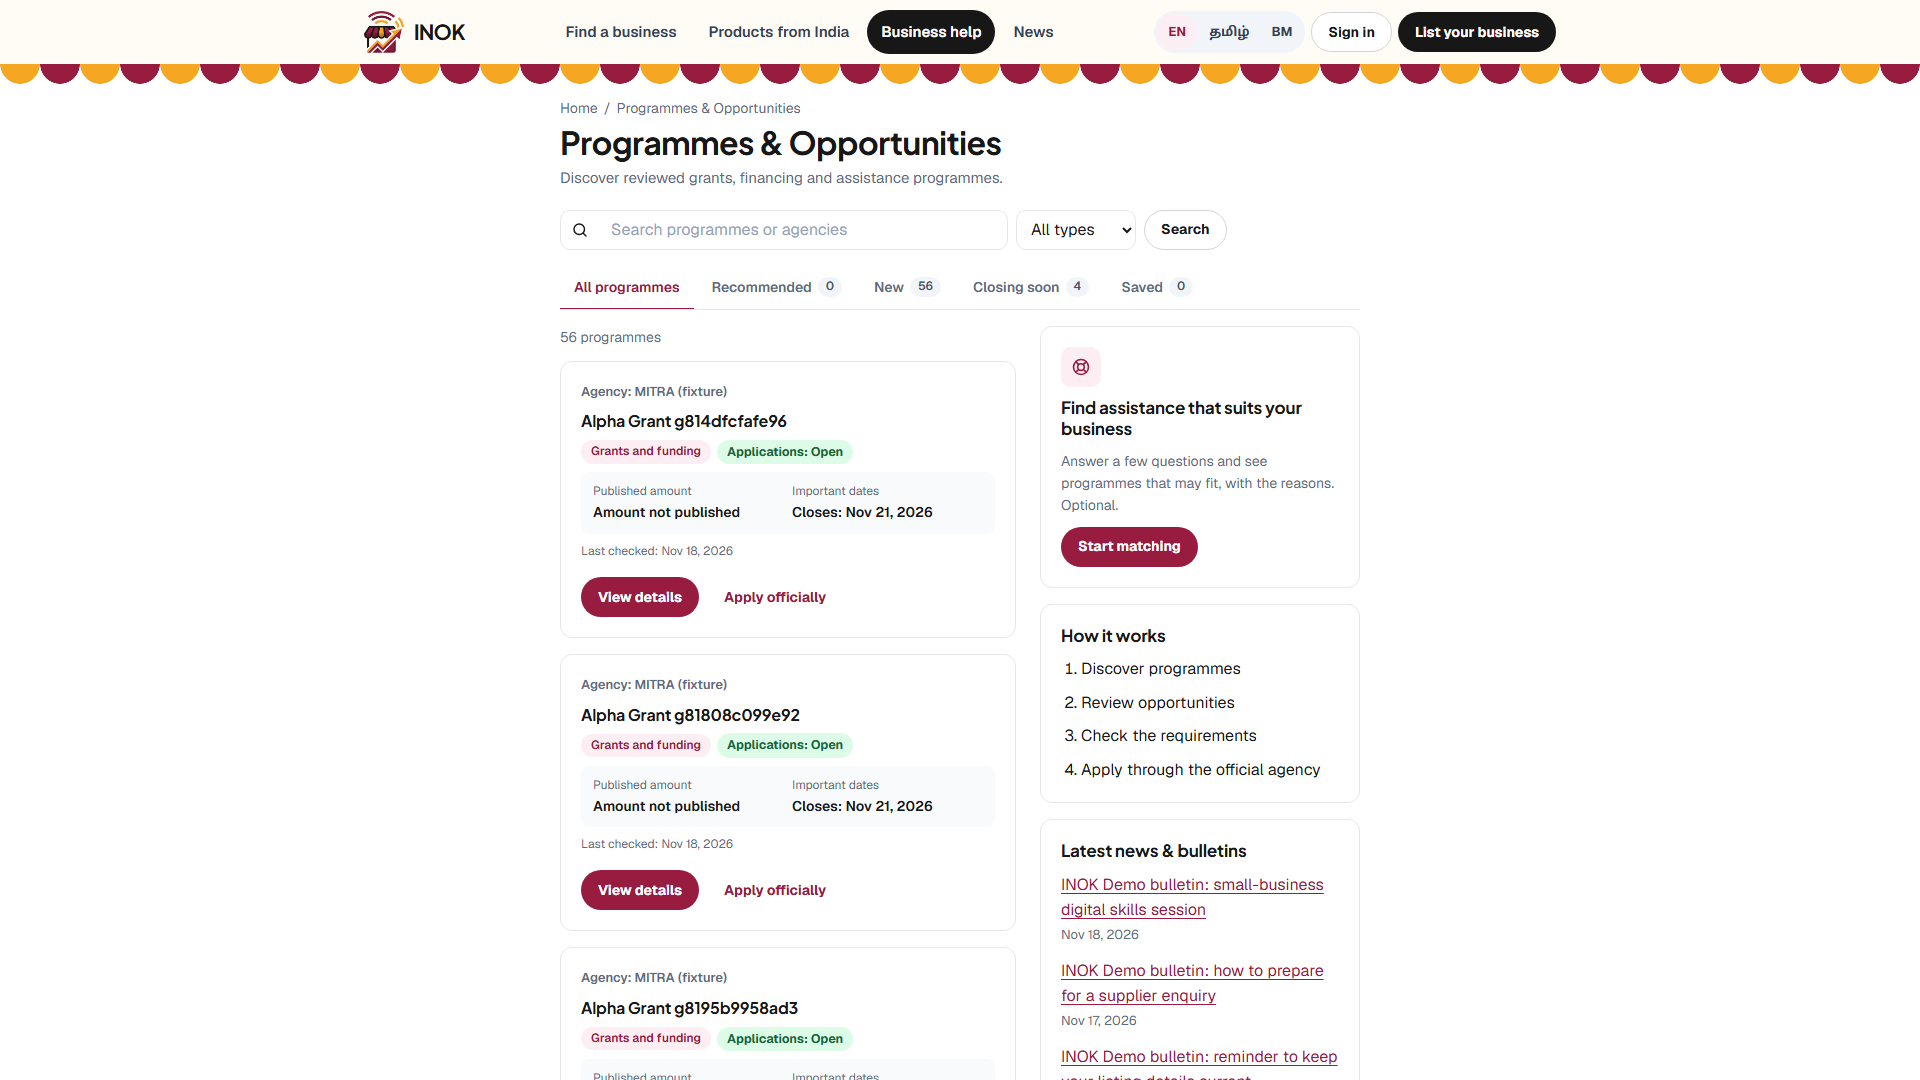 INOK
Find a business
Products from India
Business help
News
EN
தமிழ்
BM
Sign in
List your business
Home / Programmes & Opportunities
Programmes & Opportunities
Discover reviewed grants, financing and assistance programmes.
Search programmes or agencies
All types
Search
All programmes
Recommended 0
New 56
Closing soon 4
Saved 0
56 programmes
Agency: MITRA (fixture)
Alpha Grant g814dfcfafe96
Grants and funding
Applications: Open
Published amount
Amount not published
Important dates
Closes: Nov 21, 2026
Last checked: Nov 18, 2026
View details
Apply officially
Agency: MITRA (fixture)
Alpha Grant g81808c099e92
Grants and funding
Applications: Open
Published amount
Amount not published
Important dates
Closes: Nov 21, 2026
Last checked: Nov 18, 2026
View details
Apply officially
Agency: MITRA (fixture)
Alpha Grant g8195b9958ad3
Grants and funding
Applications: Open
Published amount
Important dates
Find assistance that suits your
business
Answer a few questions and see
programmes that may fit, with the reasons.
Optional.
Start matching
How it works
1. Discover programmes
2. Review opportunities
3. Check the requirements
4. Apply through the official agency
Latest news & bulletins
INOK Demo bulletin: small-business
digital skills session
Nov 18, 2026
INOK Demo bulletin: how to prepare
for a supplier enquiry
Nov 17, 2026
INOK Demo bulletin: reminder to keep
your listing details current